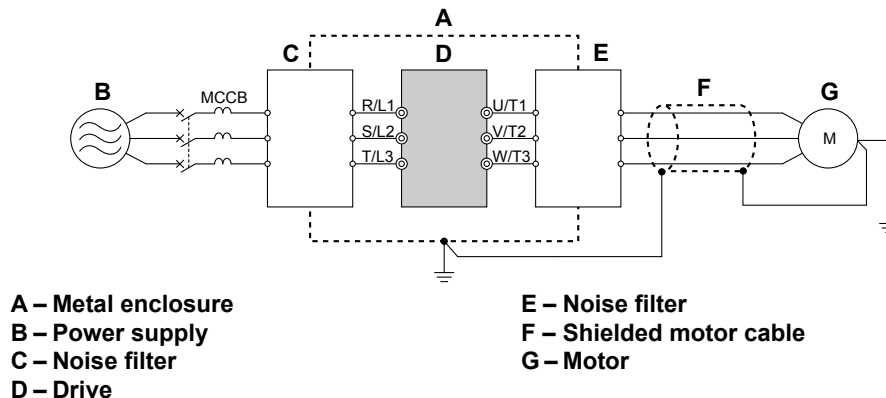 A
C
D
E
B
MCCB
F
G
R/L1
U/T1
S/L2
V/T2
M
T/L3
W/T3
A – Metal enclosure
B – Power supply
C – Noise filter
D – Drive
E – Noise filter
F – Shielded motor cable
G – Motor